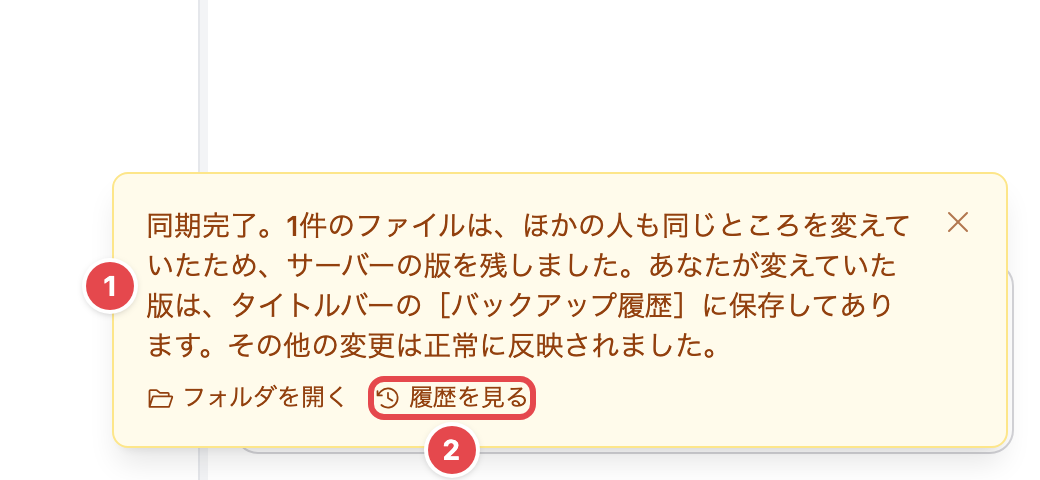 同期完了。1件のファイルは、ほかの人も同じところを変えて
いたため、サーバーの版を残しました。あなたが変えていた
1
版は、タイトルバーの［バックアップ履歴］に保存してあり
ます。その他の変更は正常に反映されました。
フォルダを開く 履歴を見る
2